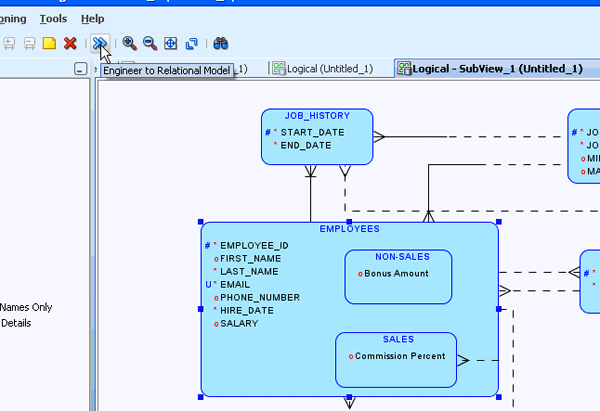 oning Tools Help
Engineer to Relational Model
_1)
Logical (Untitled_1)
Logical - SubView_1 (Untitled_1)
JOB_HISTORY
# * START_DATE
* END_DATE
# * JO
* JO
o MI
o MA
EMPLOYEES
# * EMPLOYEE_ID
o FIRST_NAME
* LAST_NAME
U * EMAIL
o PHONE_NUMBER
* HIRE_DATE
o SALARY
NON-SALES
o Bonus Amount
SALES
o Commission Percent
# *
*
Names Only
Details